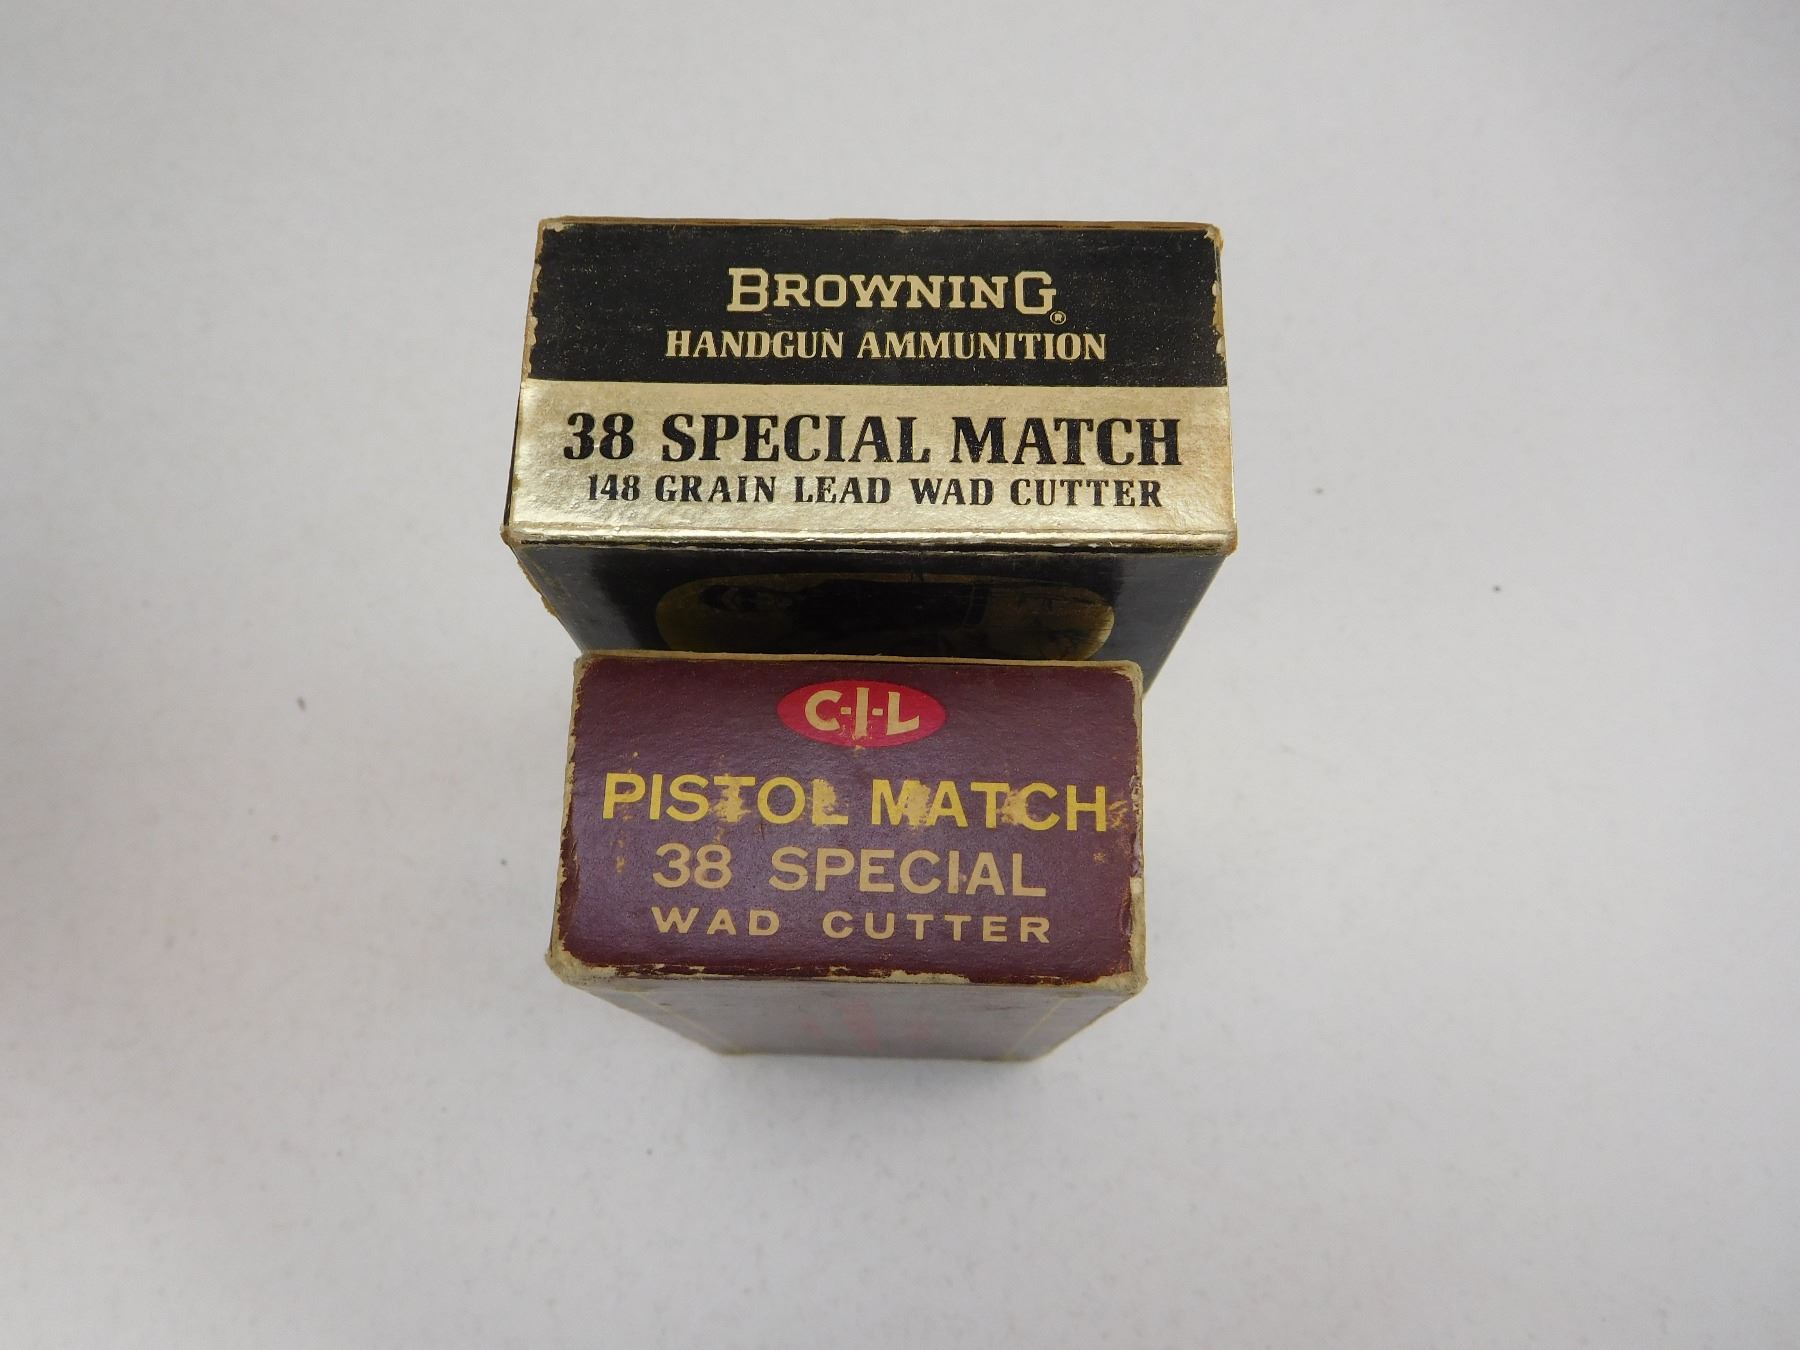 BROWNING®
HANDGUN AMMUNITION
38 SPECIAL MATCH
148 GRAIN LEAD WAD CUTTER
C-I-L
PISTOL MATCH
38 SPECIAL
WAD CUTTER